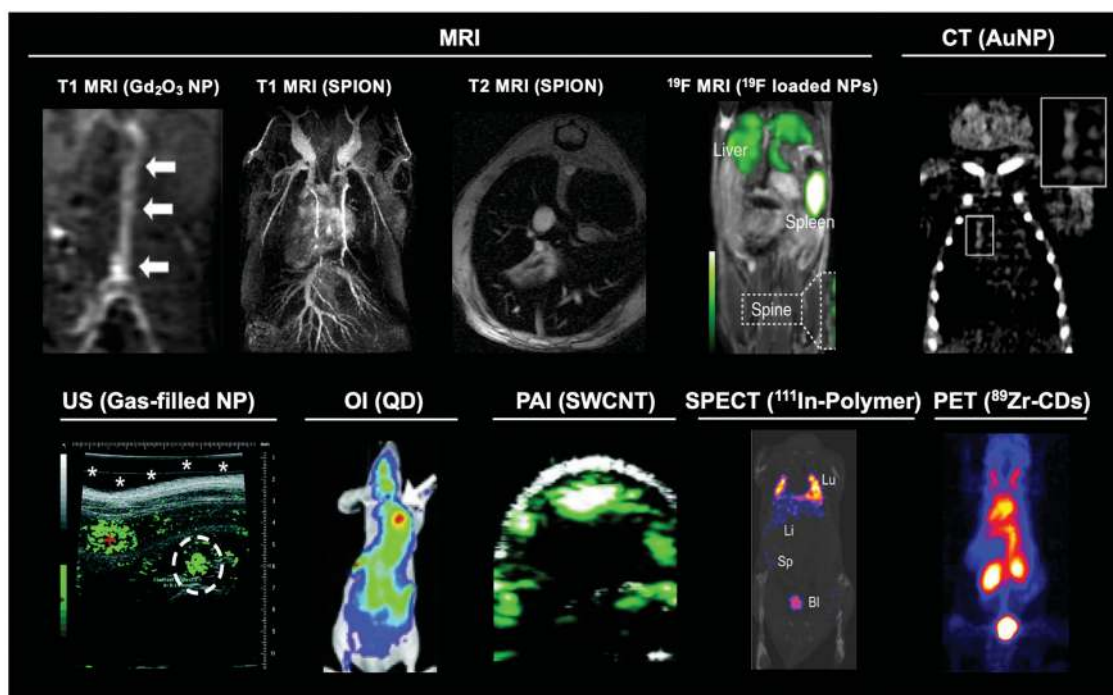 MRI
CT (AuNP)
T1 MRI (Gd₂O₃ NP)
T1 MRI (SPION)
T2 MRI (SPION)
¹⁹F MRI (¹⁹F loaded NPs)
Liver
Spleen
Spine
US (Gas-filled NP)
OI (QD)
PAI (SWCNT)
SPECT (¹¹¹In-Polymer)
PET (⁸⁹Zr-CDs)
* * * * *
*
Lu
Li
Sp
Bl